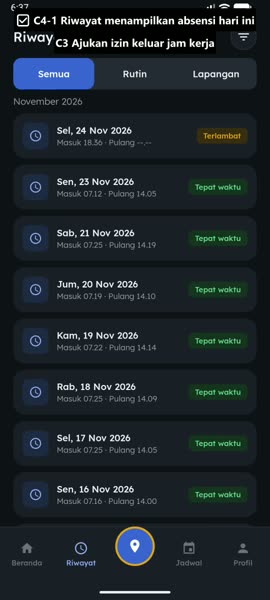 6:37
C4-1 Riwayat menampilkan absensi hari ini
Riway
C3 Ajukan izin keluar jam kerja
Semua
Rutin
Lapangan
November 2026
Sel, 24 Nov 2026
Masuk 18.36 · Pulang --.--
Terlambat
Sen, 23 Nov 2026
Masuk 07.12 · Pulang 14.05
Tepat waktu
Sab, 21 Nov 2026
Masuk 07.25 · Pulang 14.19
Tepat waktu
Jum, 20 Nov 2026
Masuk 07.19 · Pulang 14.10
Tepat waktu
Kam, 19 Nov 2026
Masuk 07.22 · Pulang 14.14
Tepat waktu
Rab, 18 Nov 2026
Masuk 07.25 · Pulang 14.09
Tepat waktu
Sel, 17 Nov 2026
Masuk 07.25 · Pulang 14.05
Tepat waktu
Sen, 16 Nov 2026
Masuk 07.16 · Pulang 14.00
Tepat waktu
Beranda
Riwayat
Jadwal
Profil